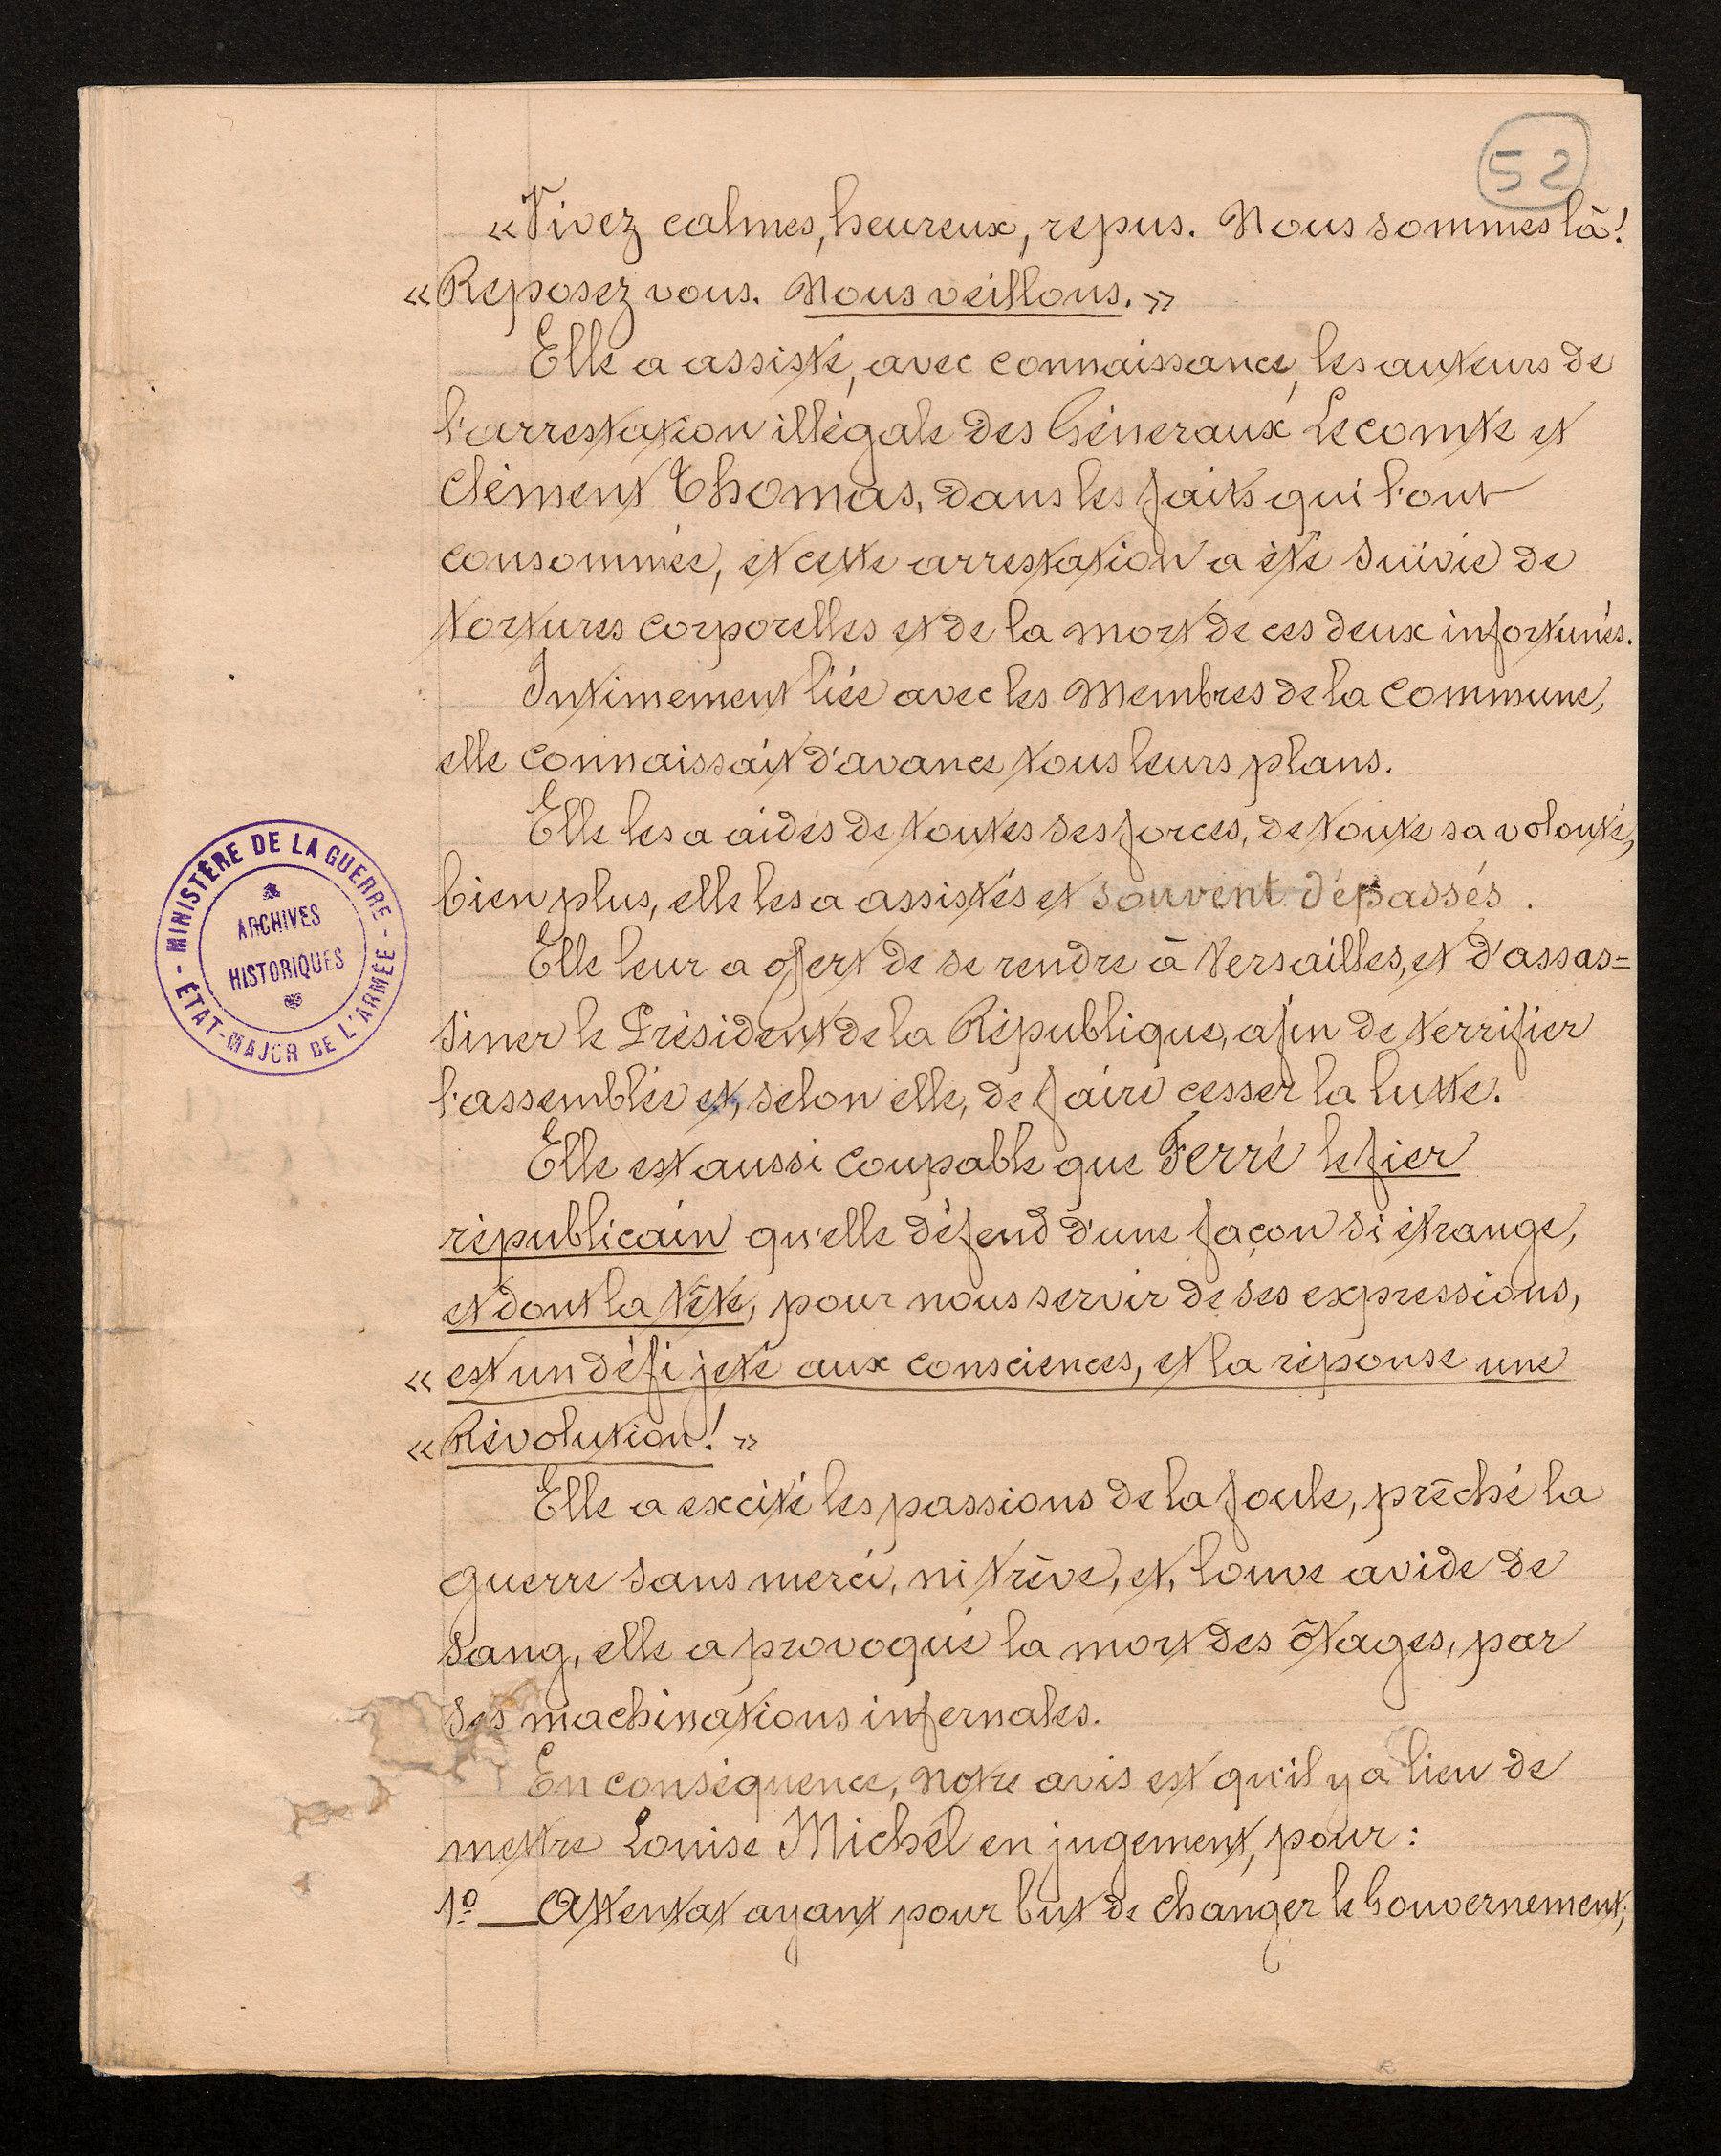 52
«Vivez calmes, heureux, repus. Nous sommes là!
«Reposez vous. Nous veillons.»
Elle a assisté, avec connaissance, les auteurs de
l'arrestation illégale des Généraux Lecomte et
Clément Thomas, dans les faits qui l'ont
consommée, et cette arrestation a été suivie de
tortures corporelles et de la mort de ces deux infortunés.
Intimement liée avec les Membres de la Commune,
elle connaissait d'avance tous leurs plans.
Elle les a aidés de toutes ses forces, de toute sa volonté,
bien plus, elle les a assistés et souvent dépassés.
Elle leur a offert de se rendre à Versailles, et d'assas=
siner le Président de la République, afin de terrifier
l'assemblée et, selon elle, de faire cesser la lutte.
Elle est aussi coupable que Ferré le fier
républicain qu'elle défend d'une façon si étrange,
et dont la tête, pour nous servir de ses expressions,
«est un défi jeté aux consciences, et la réponse une
«Révolution!»
Elle a excité les passions de la foule, prêché la
guerre sans merci, ni trève, et, louve avide de
sang, elle a provoqué la mort des ôtages, par
ses machinations infernales.
En conséquence, notre avis est qu'il y a lieu de
mettre Louise Michel en jugement, pour:
1º — Attentat ayant pour but de changer le Gouvernement;
- MINISTÈRE DE LA GUERRE -
ÉTAT-MAJOR DE L'ARMÉE
ARCHIVES
HISTORIQUES